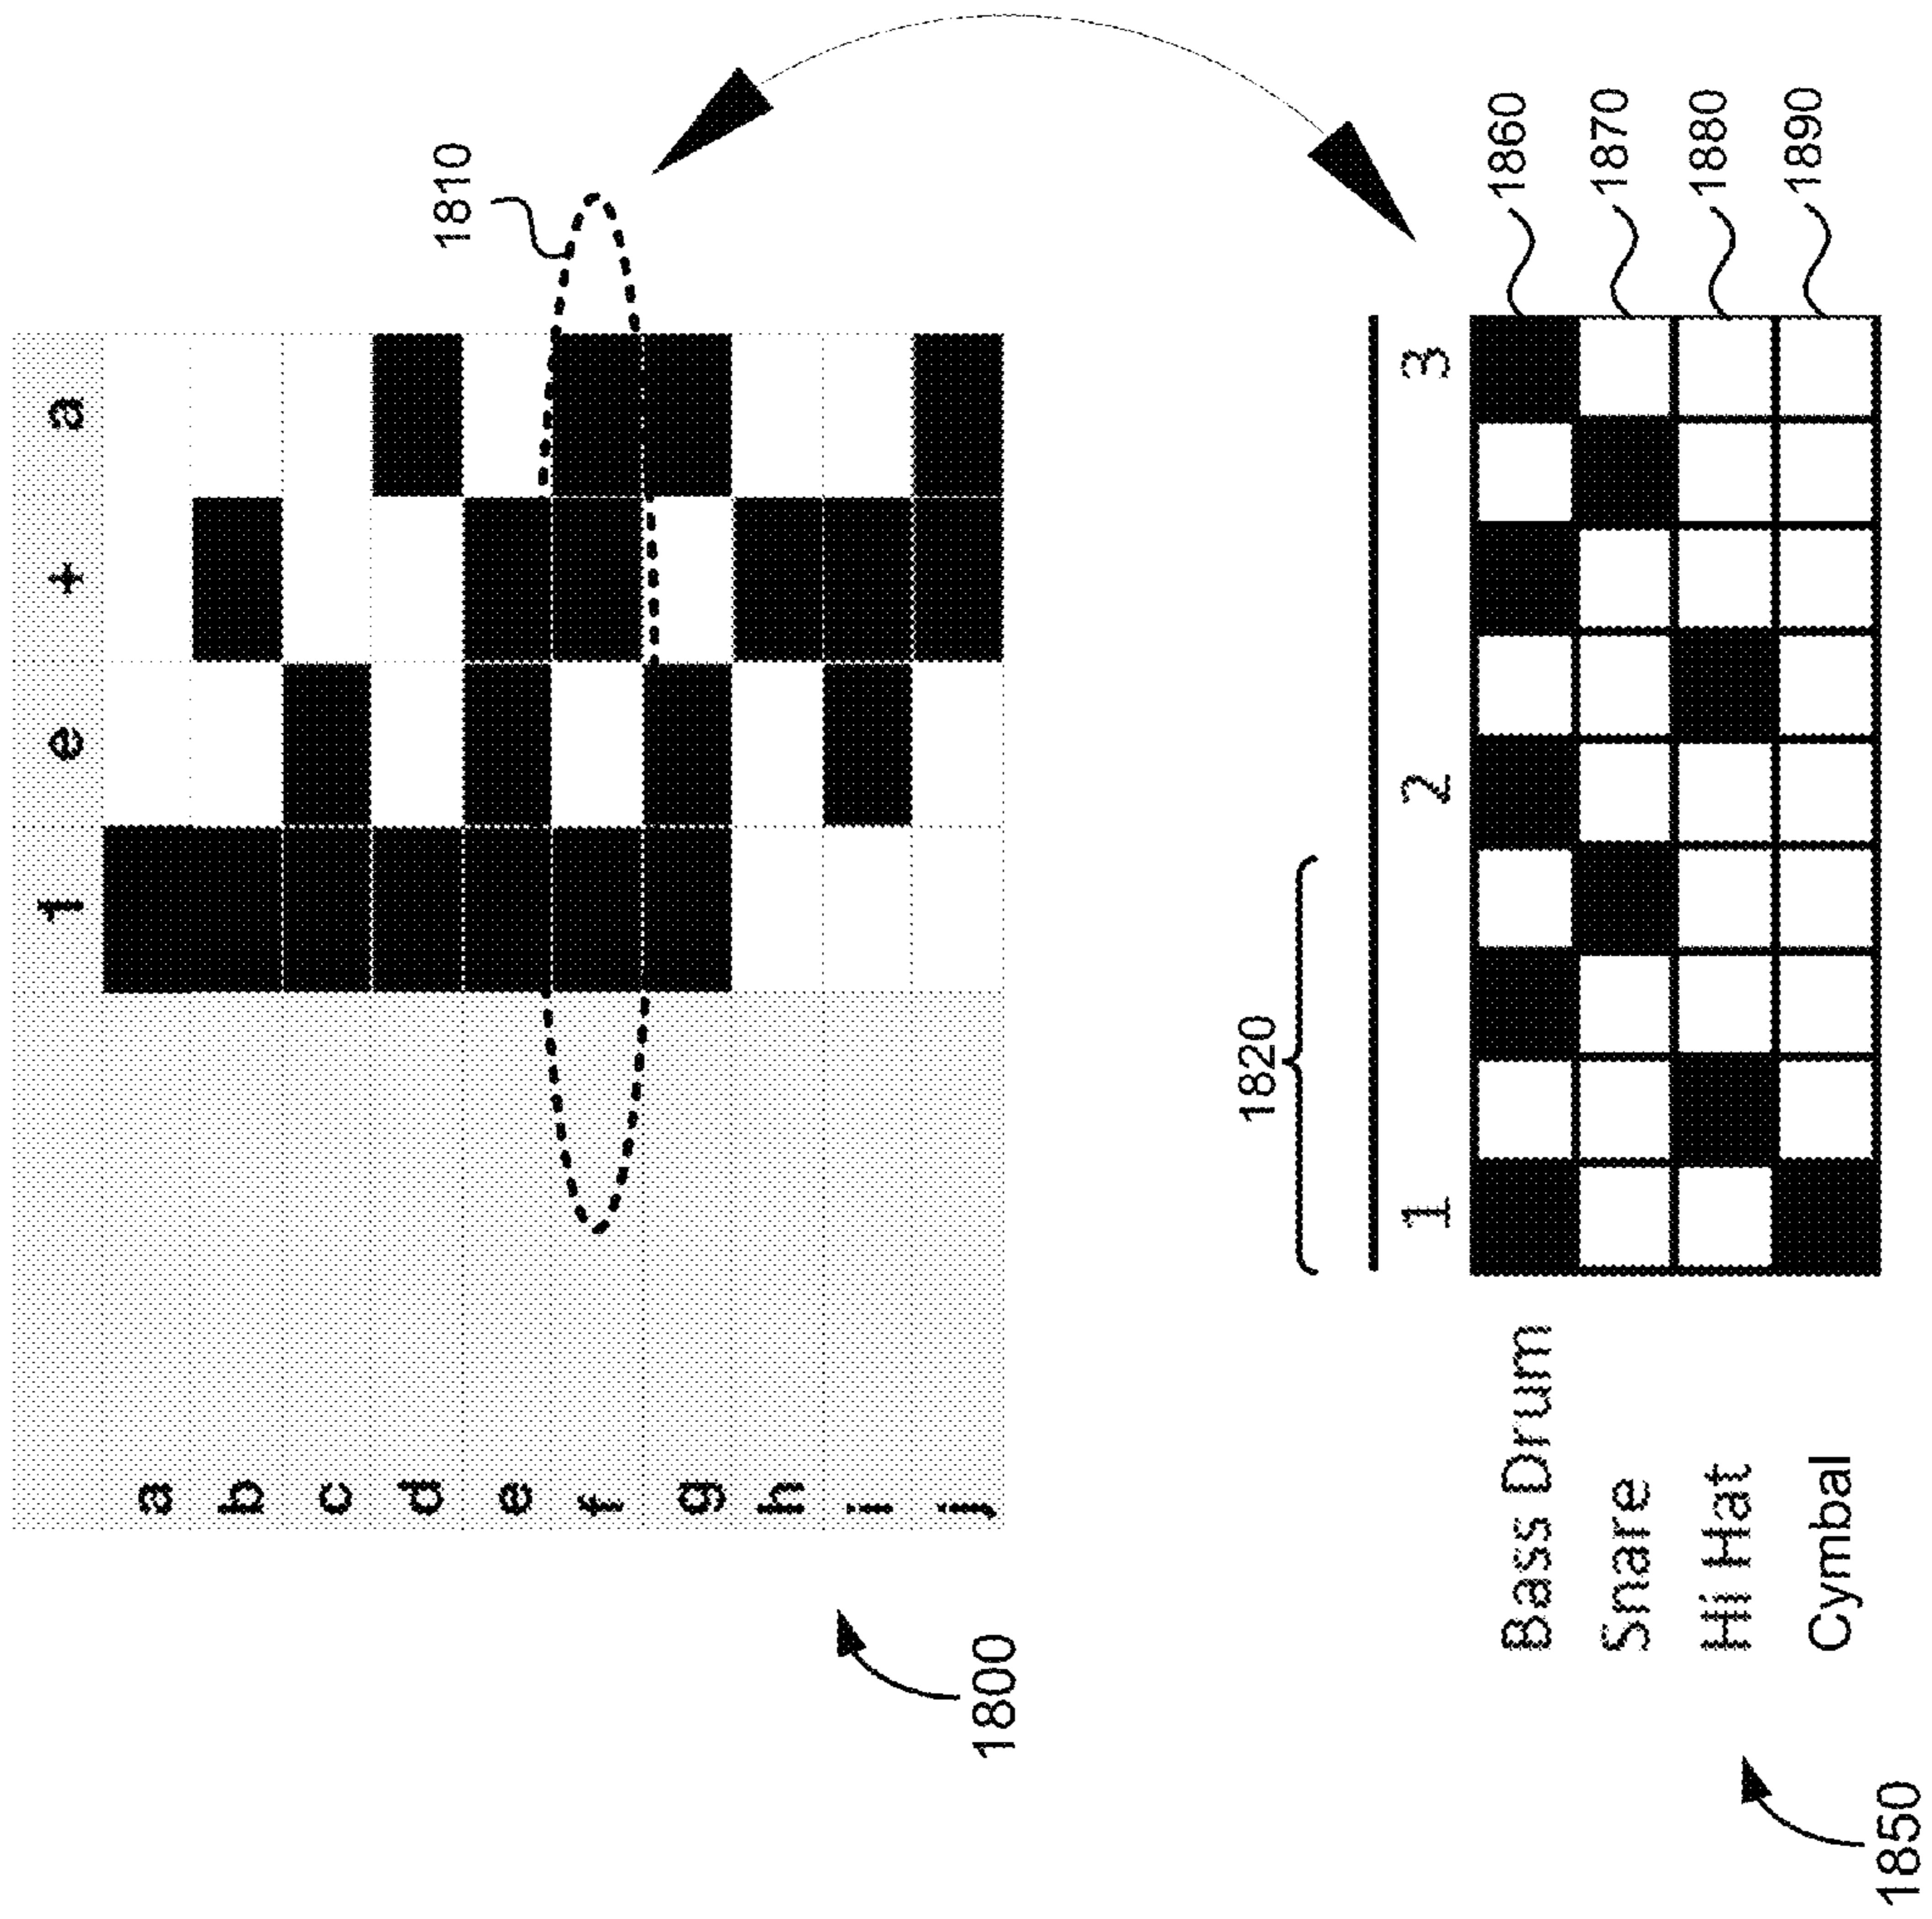 1 e + a
a
b
c
d
e
f
g
h
i
j
1810
1800
1820
1 2 3
Bass Drum 1860
Snare 1870
Hi Hat 1880
Cymbal 1890
1850